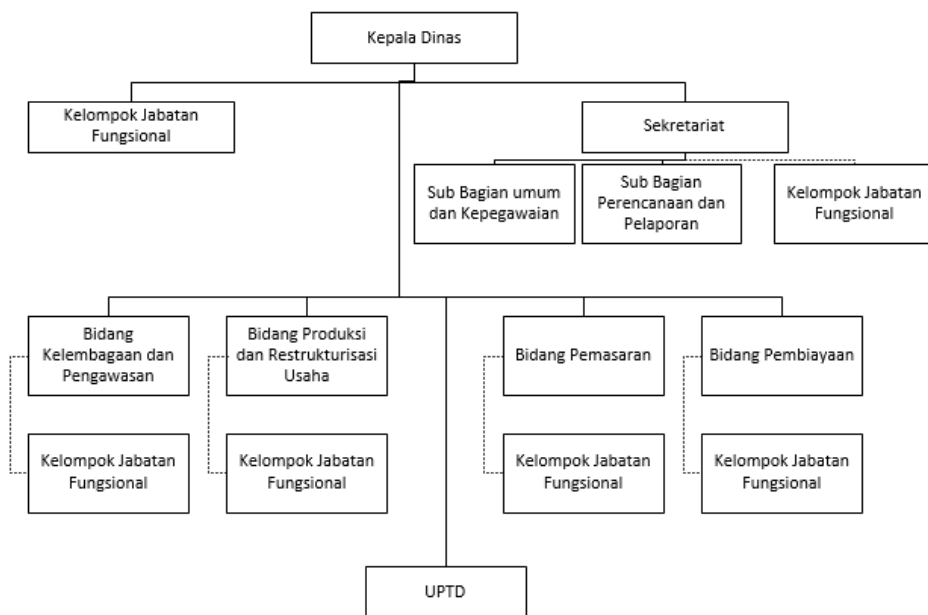 Kepala Dinas
Kelompok Jabatan
Fungsional
Sekretariat
Sub Bagian umum
dan Kepegawaian
Sub Bagian
Perencanaan dan
Pelaporan
Kelompok Jabatan
Fungsional
Bidang
Kelembagaan dan
Pengawasan
Bidang Produksi
dan Restrukturisasi
Usaha
Bidang Pemasaran
Bidang Pembiayaan
Kelompok Jabatan
Fungsional
Kelompok Jabatan
Fungsional
Kelompok Jabatan
Fungsional
Kelompok Jabatan
Fungsional
UPTD